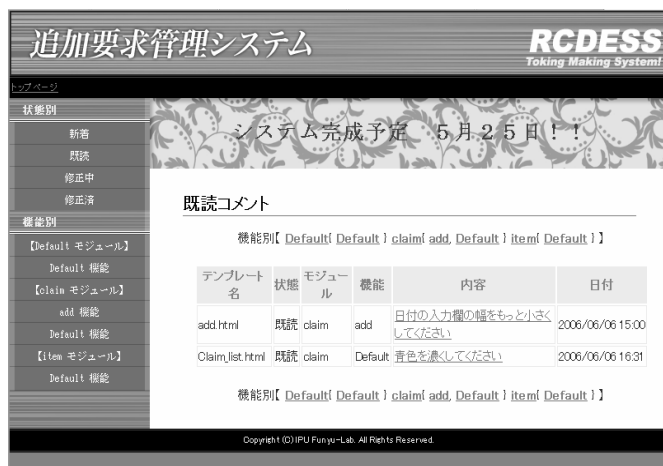 追加要求管理システム
RCDESS
Toking Making System!
トップページ
状態別
新着
既読
修正中
修正済
機能別
【Default モジュール】
Default 機能
【claim モジュール】
add 機能
Default 機能
【item モジュール】
Default 機能
システム完成予定　5月25日!!
既読コメント
機能別【 Default{ Default } claim{ add, Default } item{ Default } 】
テンプレート名 状態 モジュール 機能 内容 日付
add.html 既読 claim add 日付の入力欄の幅をもっと小さくしてください 2006/06/06 15:00
Claim_list.html 既読 claim Default 青色を濃くしてください 2006/06/06 16:31
機能別【 Default{ Default } claim{ add, Default } item{ Default } 】
Copyright (C) IPU Funyu-Lab. All Rights Reserved.